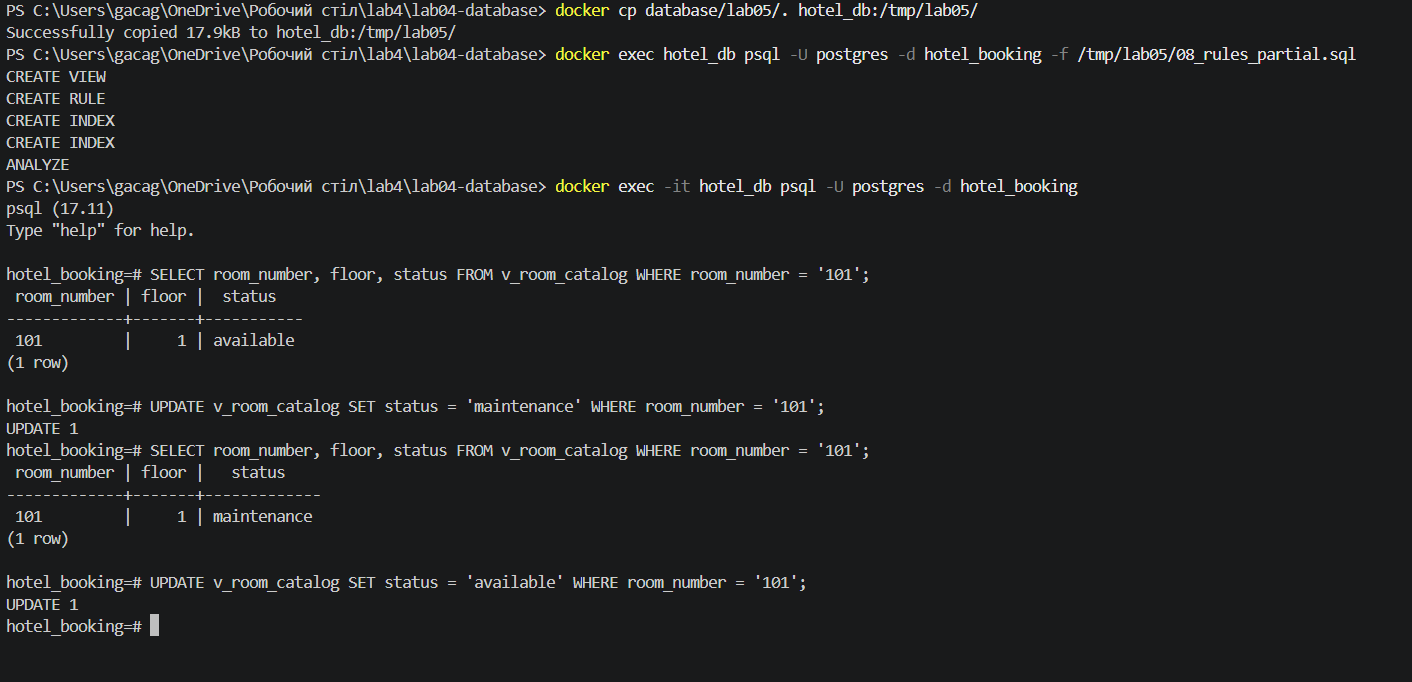 PS C:\Users\gacag\OneDrive\Робочий стіл\lab4\lab04-database> docker cp database/lab05/. hotel_db:/tmp/lab05/
Successfully copied 17.9kB to hotel_db:/tmp/lab05/
PS C:\Users\gacag\OneDrive\Робочий стіл\lab4\lab04-database> docker exec hotel_db psql -U postgres -d hotel_booking -f /tmp/lab05/08_rules_partial.sql
CREATE VIEW
CREATE RULE
CREATE INDEX
CREATE INDEX
ANALYZE
PS C:\Users\gacag\OneDrive\Робочий стіл\lab4\lab04-database> docker exec -it hotel_db psql -U postgres -d hotel_booking
psql (17.11)
Type "help" for help.

hotel_booking=# SELECT room_number, floor, status FROM v_room_catalog WHERE room_number = '101';
 room_number | floor |  status
-------------+-------+-----------
 101         |     1 | available
(1 row)

hotel_booking=# UPDATE v_room_catalog SET status = 'maintenance' WHERE room_number = '101';
UPDATE 1
hotel_booking=# SELECT room_number, floor, status FROM v_room_catalog WHERE room_number = '101';
 room_number | floor |   status
-------------+-------+-------------
 101         |     1 | maintenance
(1 row)

hotel_booking=# UPDATE v_room_catalog SET status = 'available' WHERE room_number = '101';
UPDATE 1
hotel_booking=#